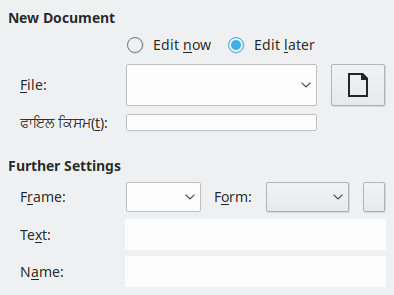 New Document
Edit now Edit later
File:
ਫਾਇਲ ਕਿਸਮ(t):
Further Settings
Frame: Form:
Text:
Name: